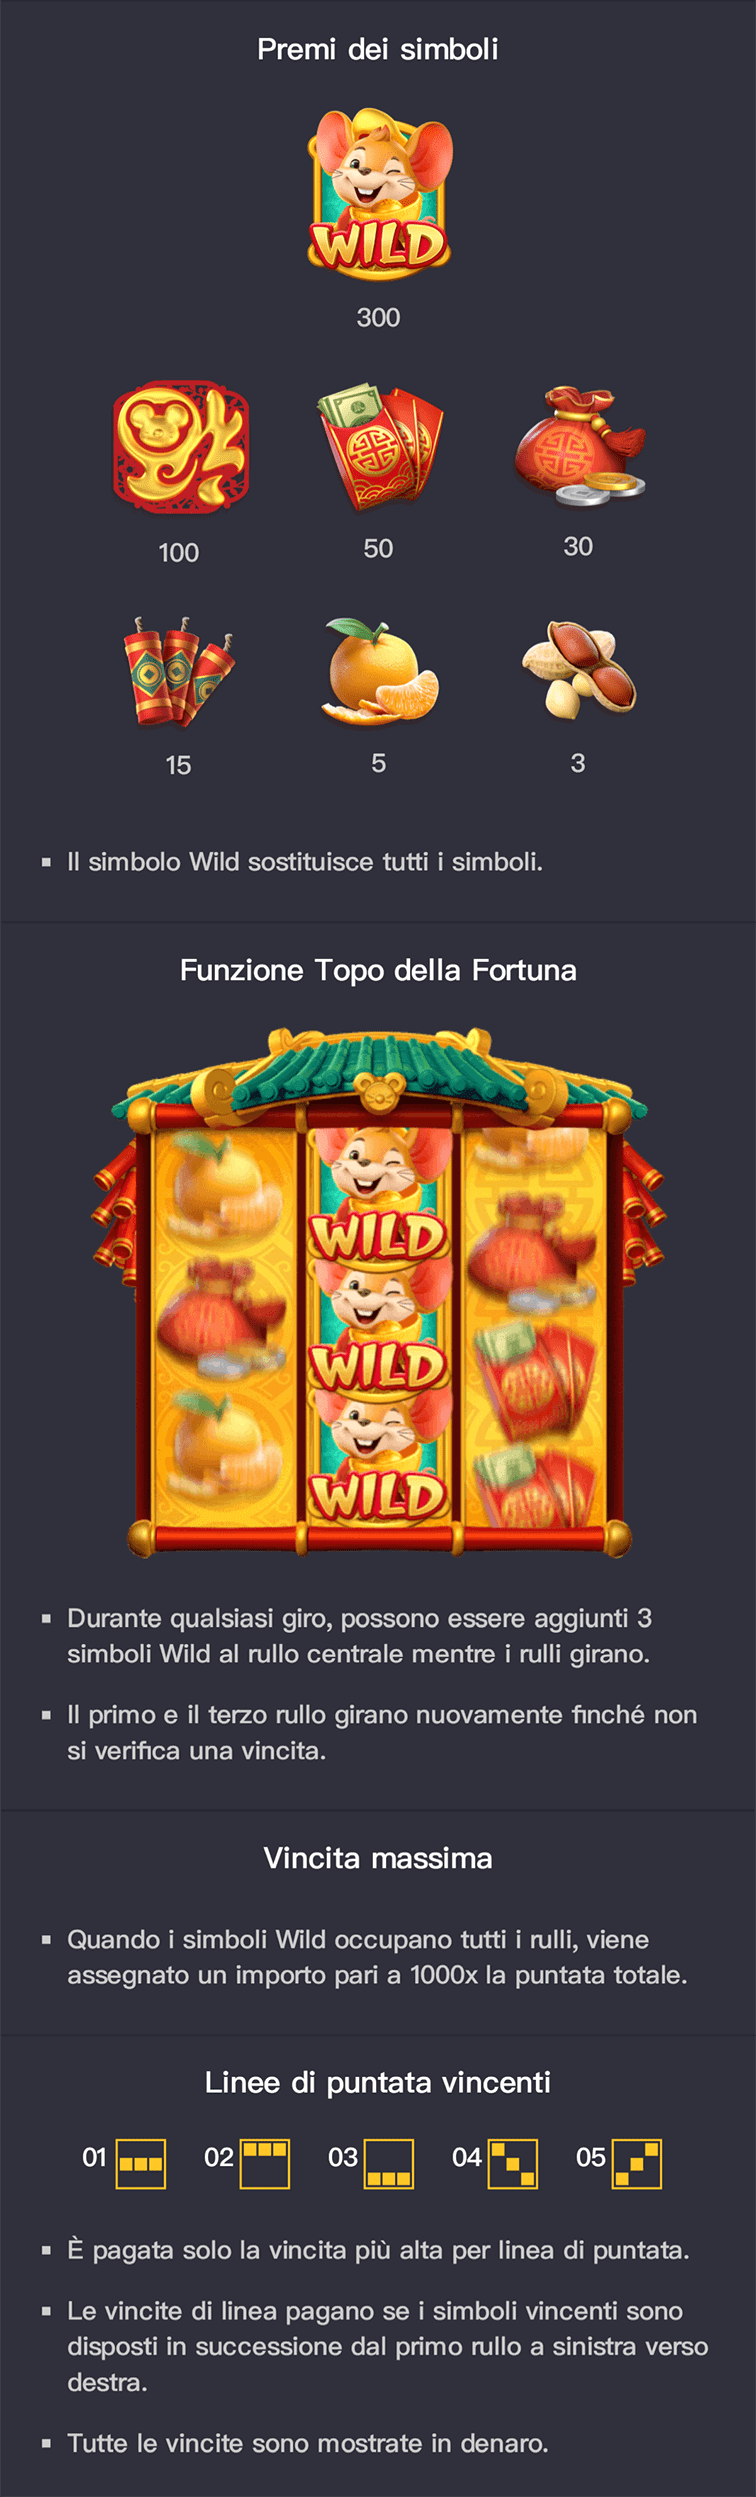 Premi dei simboli
WILD
300
100
50
30
15
5
3
▪ Il simbolo Wild sostituisce tutti i simboli.
Funzione Topo della Fortuna
WILD
WILD
WILD
▪ Durante qualsiasi giro, possono essere aggiunti 3
simboli Wild al rullo centrale mentre i rulli girano.
▪ Il primo e il terzo rullo girano nuovamente finché non
si verifica una vincita.
Vincita massima
▪ Quando i simboli Wild occupano tutti i rulli, viene
assegnato un importo pari a 1000x la puntata totale.
Linee di puntata vincenti
01 02 03 04 05
▪ È pagata solo la vincita più alta per linea di puntata.
▪ Le vincite di linea pagano se i simboli vincenti sono
disposti in successione dal primo rullo a sinistra verso
destra.
▪ Tutte le vincite sono mostrate in denaro.